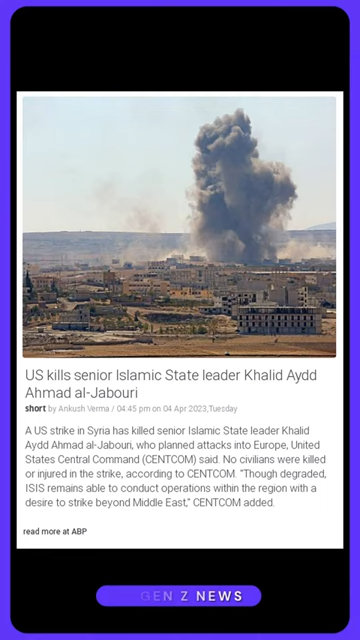 US kills senior Islamic State leader Khalid Aydd
Ahmad al-Jabouri
short by Ankush Verma / 04:45 pm on 04 Apr 2023,Tuesday
A US strike in Syria has killed senior Islamic State leader Khalid
Aydd Ahmad al-Jabouri, who planned attacks into Europe, United
States Central Command (CENTCOM) said. No civilians were killed
or injured in the strike, according to CENTCOM. "Though degraded,
ISIS remains able to conduct operations within the region with a
desire to strike beyond Middle East," CENTCOM added.
read more at ABP
GEN Z NEWS